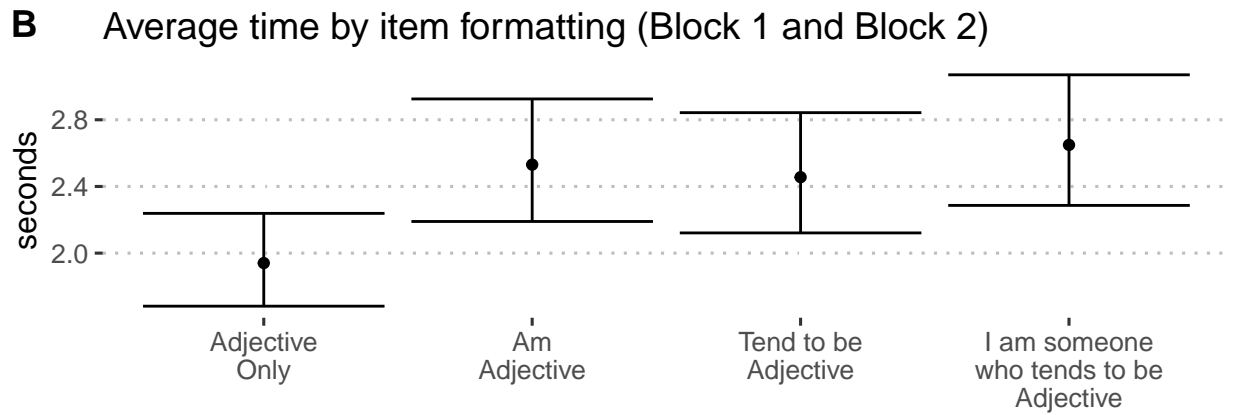 B Average time by item formatting (Block 1 and Block 2)
seconds
2.8
2.4
2.0
Adjective
Only
Am
Adjective
Tend to be
Adjective
I am someone
who tends to be
Adjective